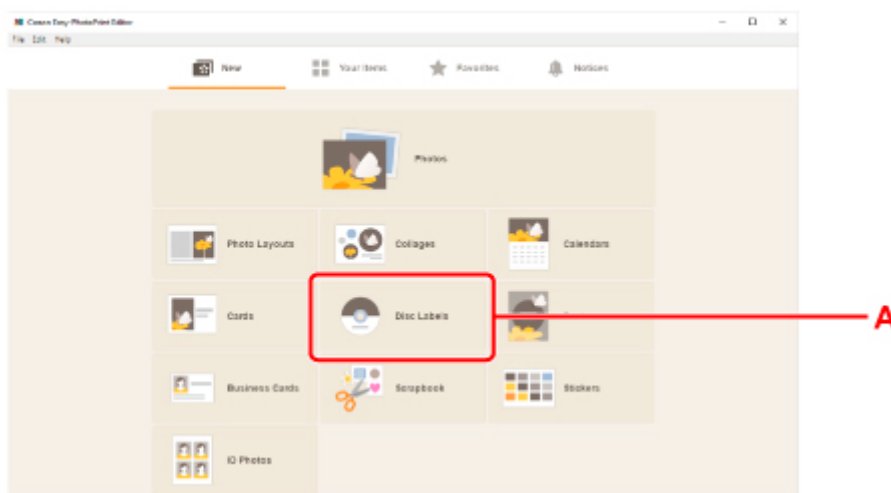 Canon Easy-PhotoPrint Editor
File Edit Help
New Your Items Favorites Notices
Photos
Photo Layouts Collages Calendars
Cards Disc Labels
A
Business Cards Scrapbook Stickers
ID Photos